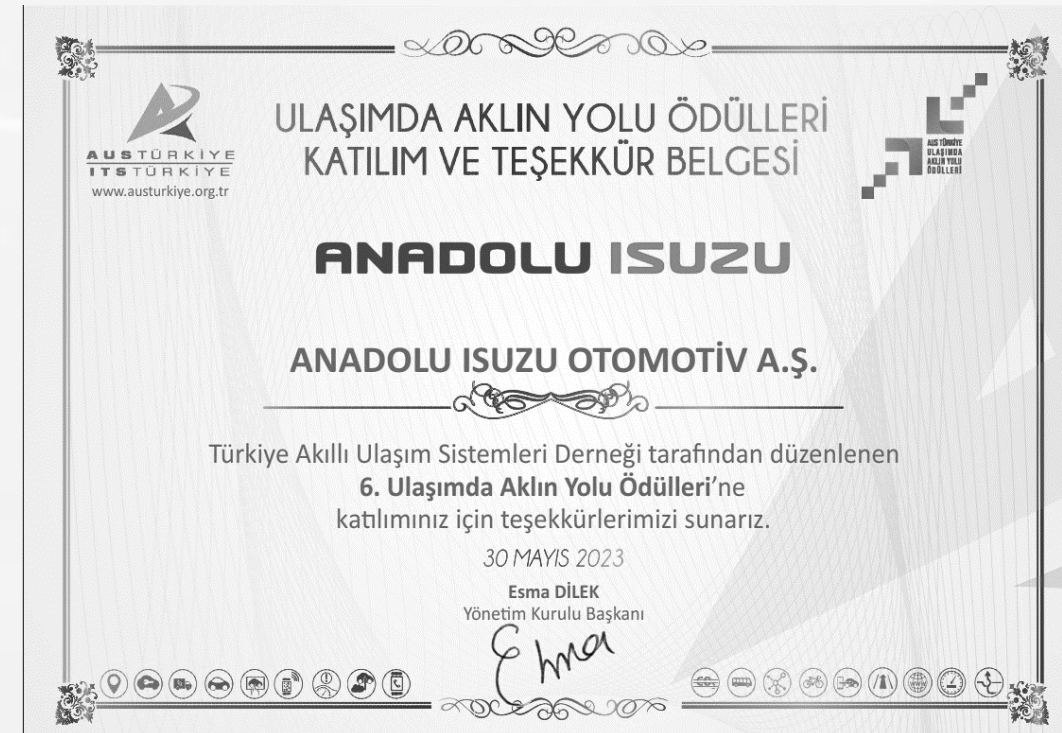 ULAŞIMDA AKLIN YOLU ÖDÜLLERİ
KATILIM VE TEŞEKKÜR BELGESİ
AUSTÜRKİYE
ITSTÜRKİYE
www.austurkiye.org.tr
AUS TÜRKİYE
ULAŞIMDA
AKLIN YOLU
ÖDÜLLERİ
ANADOLU ISUZU
ANADOLU ISUZU OTOMOTİV A.Ş.
Türkiye Akıllı Ulaşım Sistemleri Derneği tarafından düzenlenen
6. Ulaşımda Aklın Yolu Ödülleri'ne
katılımınız için teşekkürlerimizi sunarız.
30 MAYIS 2023
Esma DİLEK
Yönetim Kurulu Başkanı